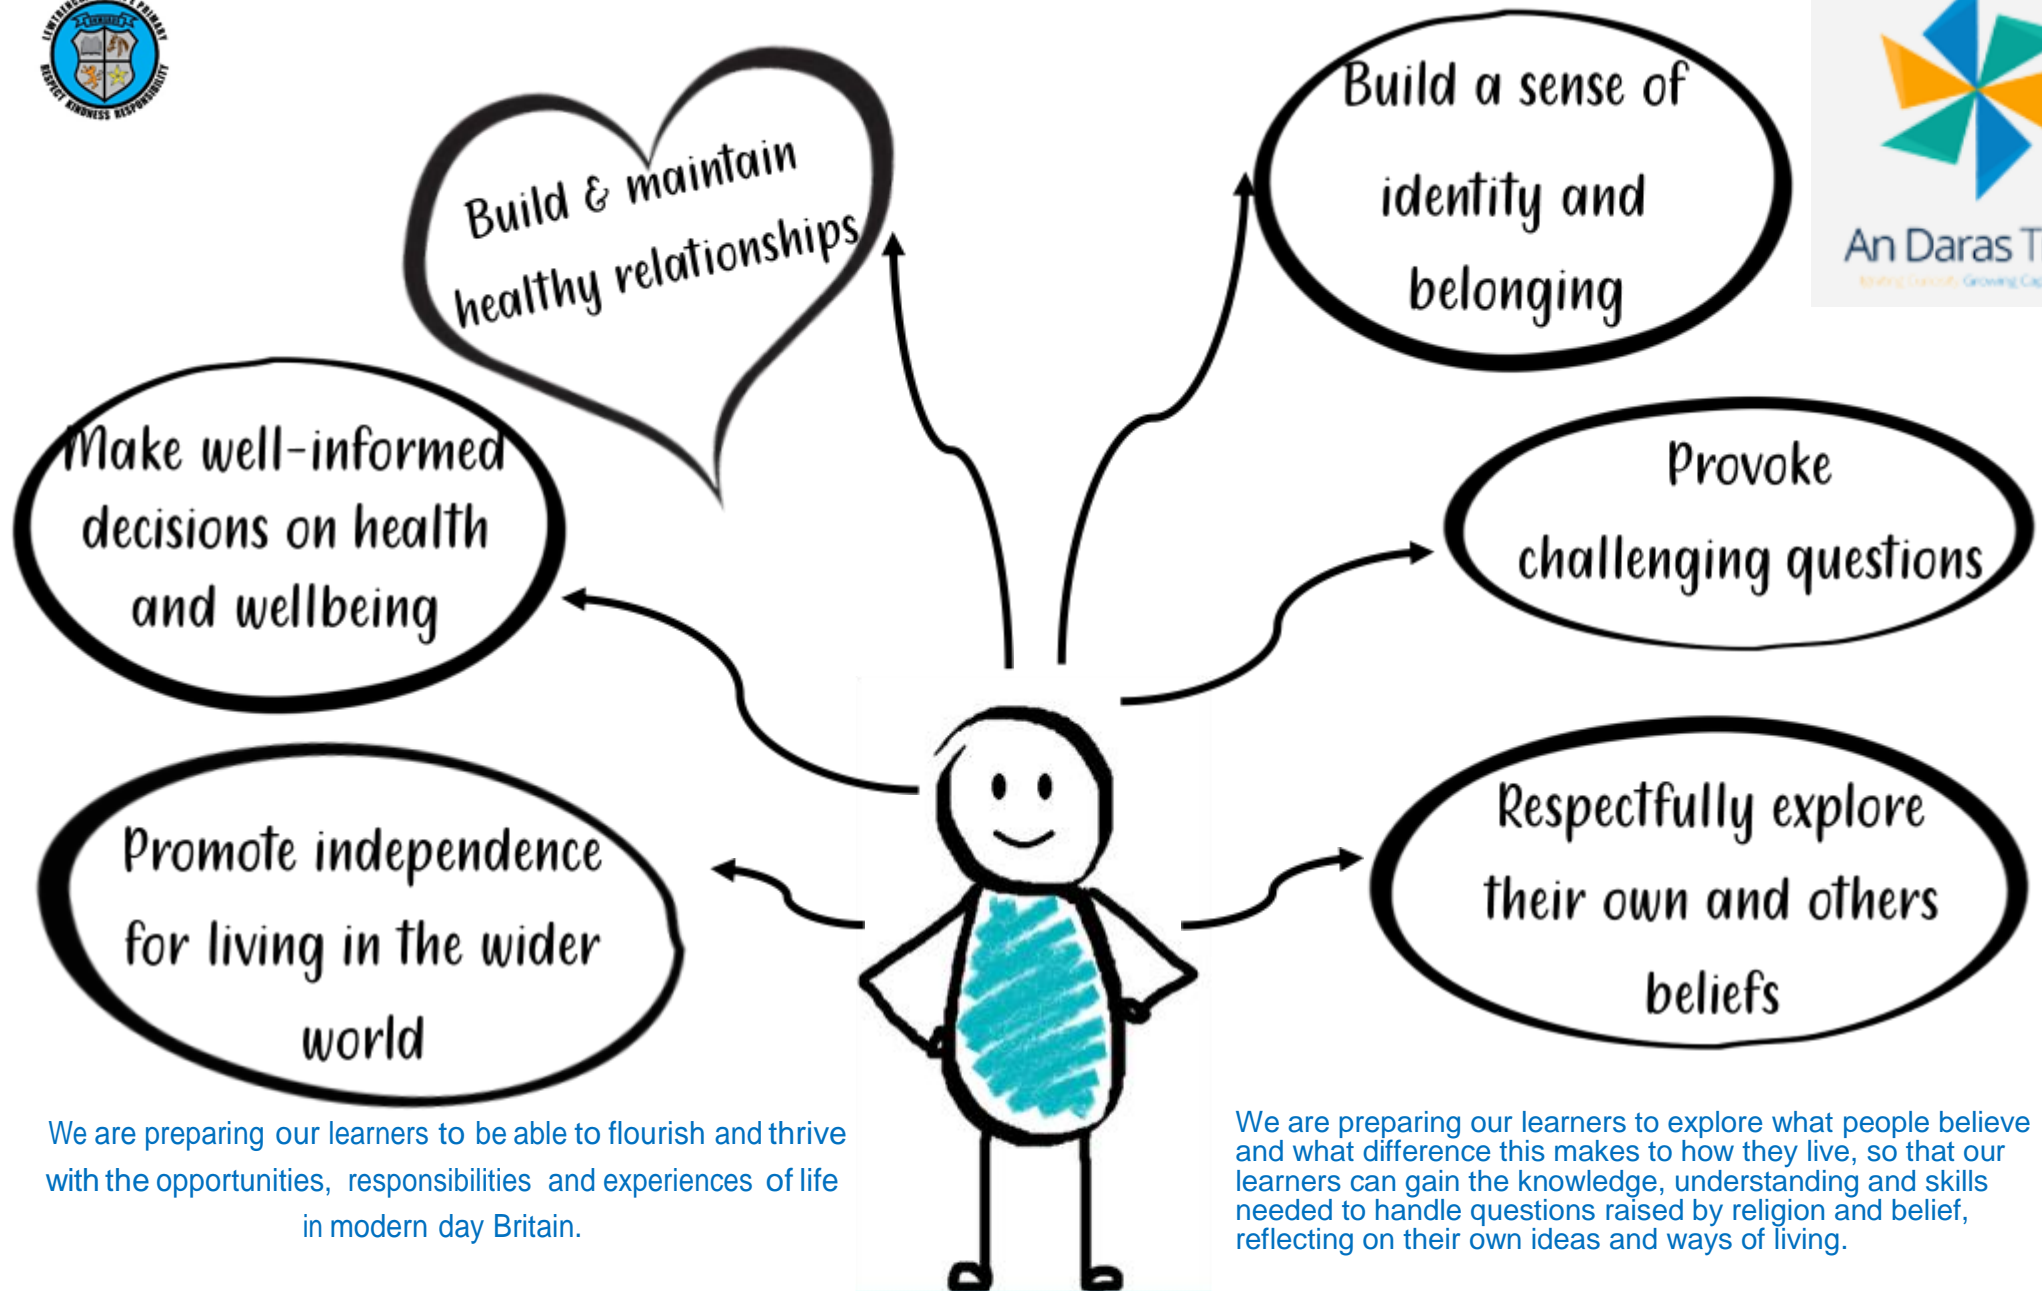 PRIMARY
RESPECT KINDNESS RESPONSIBILITY
Build & maintain
healthy relationships
Build a sense of
identity and
belonging
An Daras
Make well-informed
decisions on health
and wellbeing
Provoke
challenging questions
Promote independence
for living in the wider
world
Respectfully explore
their own and others
beliefs
We are preparing our learners to be able to flourish and thrive
with the opportunities, responsibilities and experiences of life
in modern day Britain.
We are preparing our learners to explore what people believe
and what difference this makes to how they live, so that our
learners can gain the knowledge, understanding and skills
needed to handle questions raised by religion and belief,
reflecting on their own ideas and ways of living.